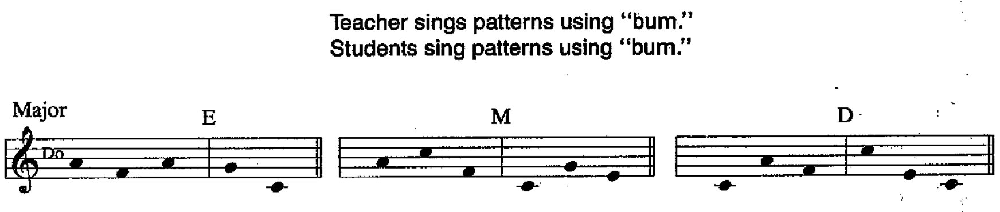 Teacher sings patterns using “bum.”
Students sing patterns using “bum.”
Major
E
M
D
Do